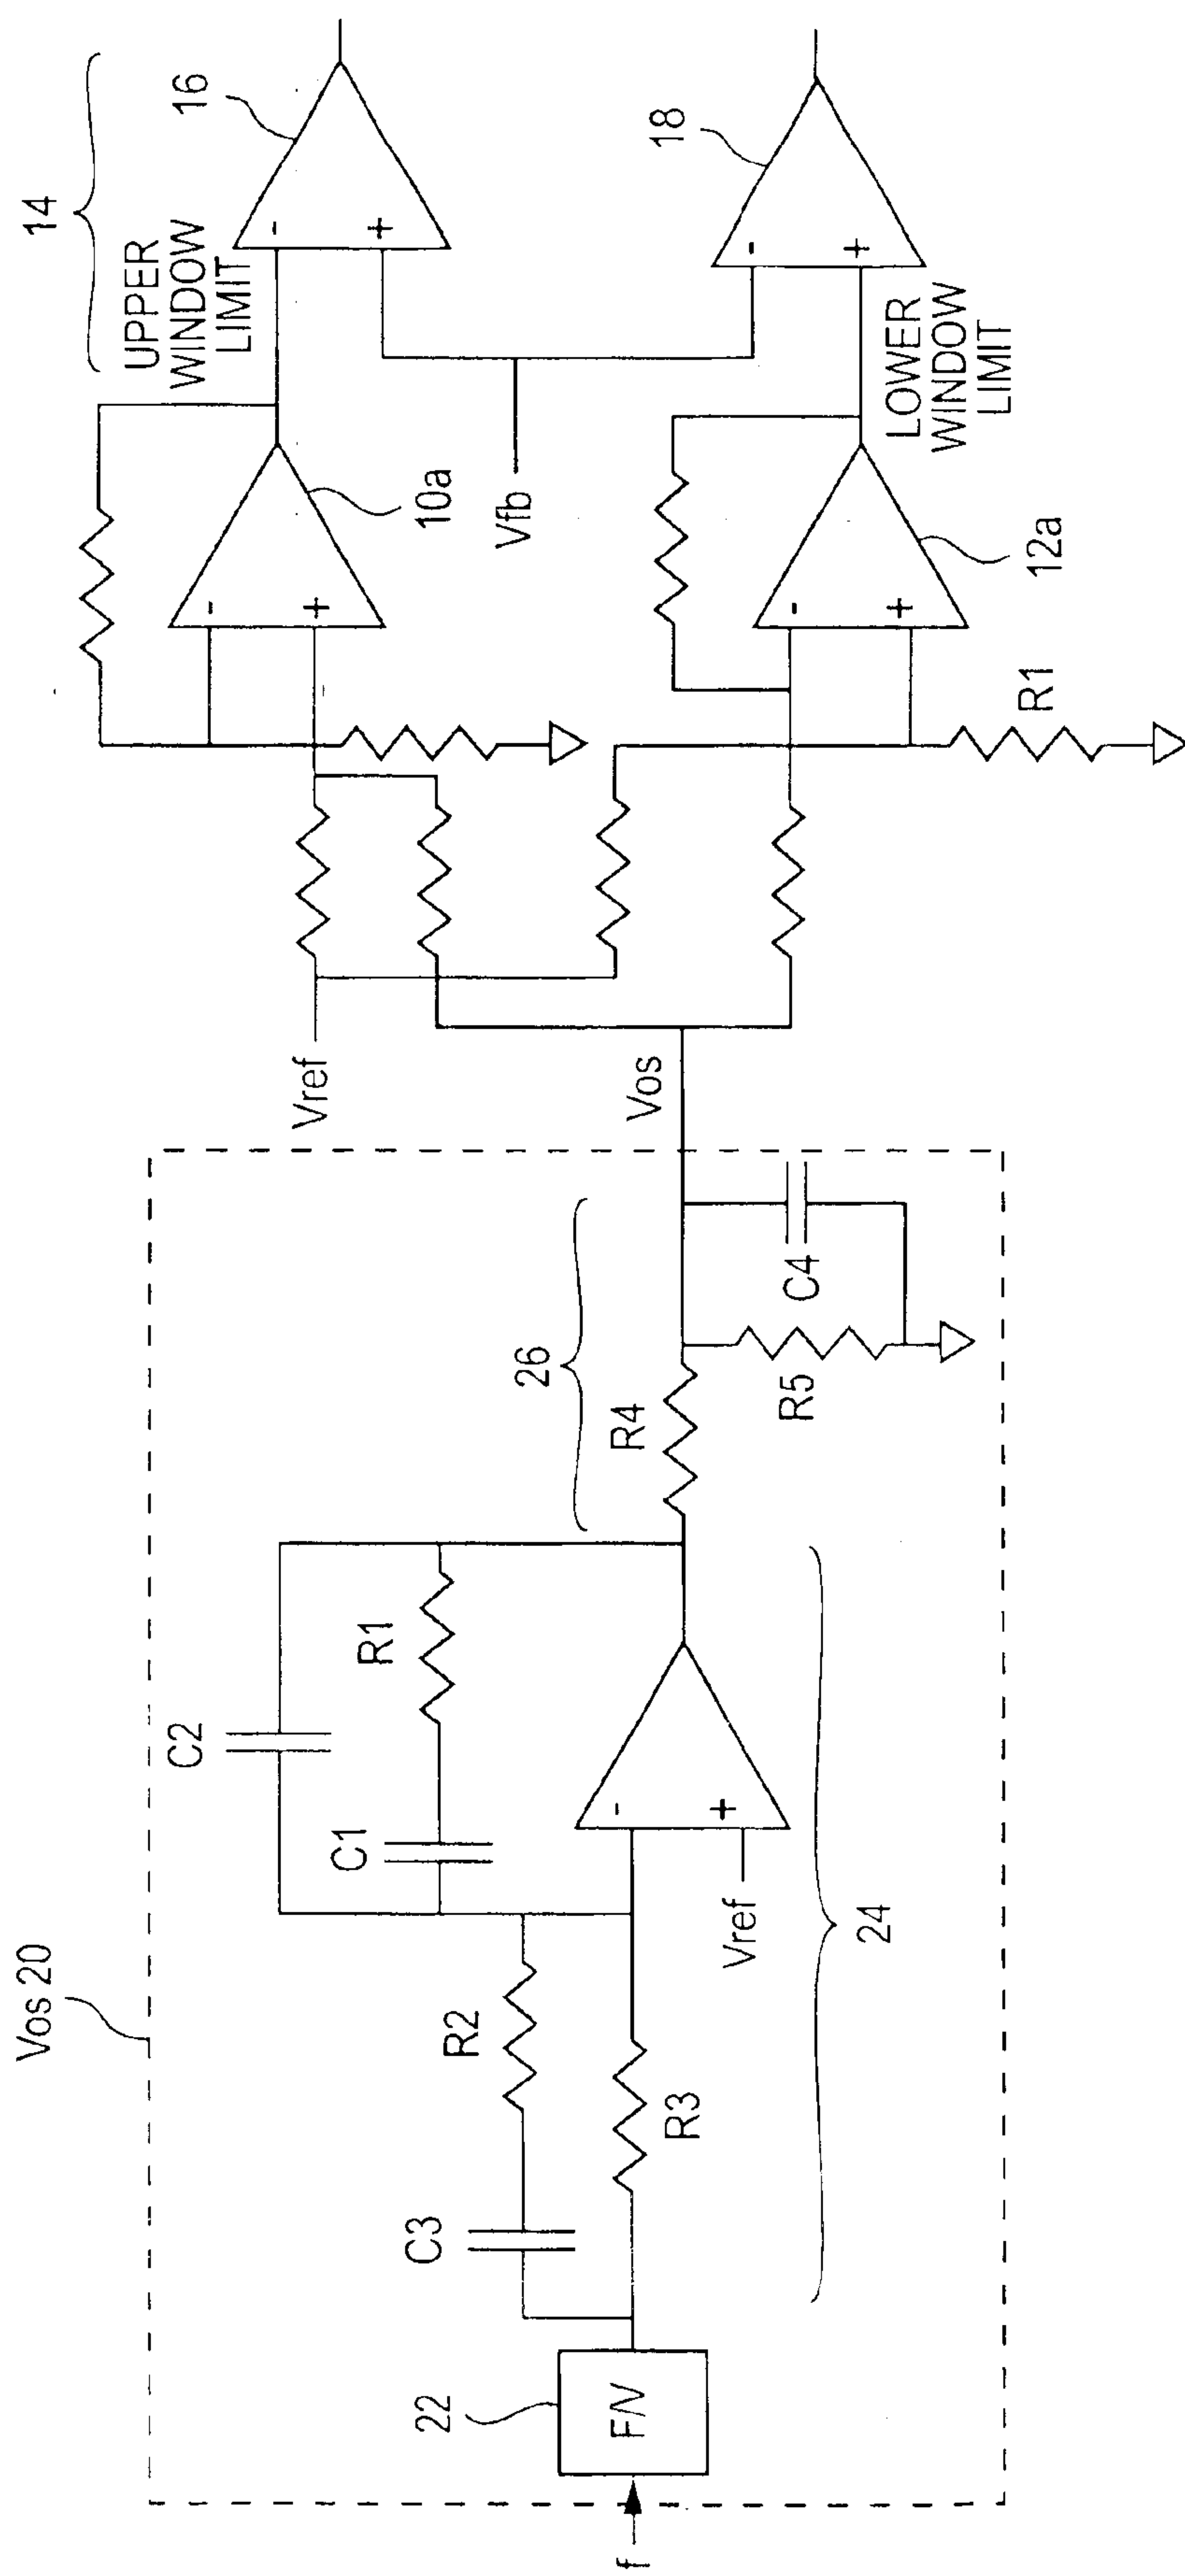 Vos 20
f
22
F/V
C3
R2
R3
C2
C1
R1
-
+
Vref
24
26
R4
R5
C4
Vos
Vref
-
+
10a
-
+
12a
R1
Vfb
14
UPPER
WINDOW
LIMIT
-
+
16
LOWER
WINDOW
LIMIT
-
+
18